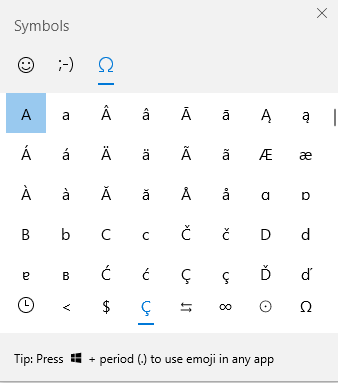 Symbols
;-) Ω
A a Â â Ā ā Ą ą
Á á Ä ä Ã ã Æ æ
À à Ă ă Å å ɑ ɒ
B b C c Č č D d
ɐ ʙ Ć ć Ç ç Ď ď
< $ Ç ⇆ ∞ ⊙ Ω
Tip: Press + period (.) to use emoji in any app